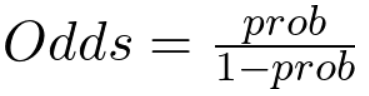 Odds = prob / 1−prob